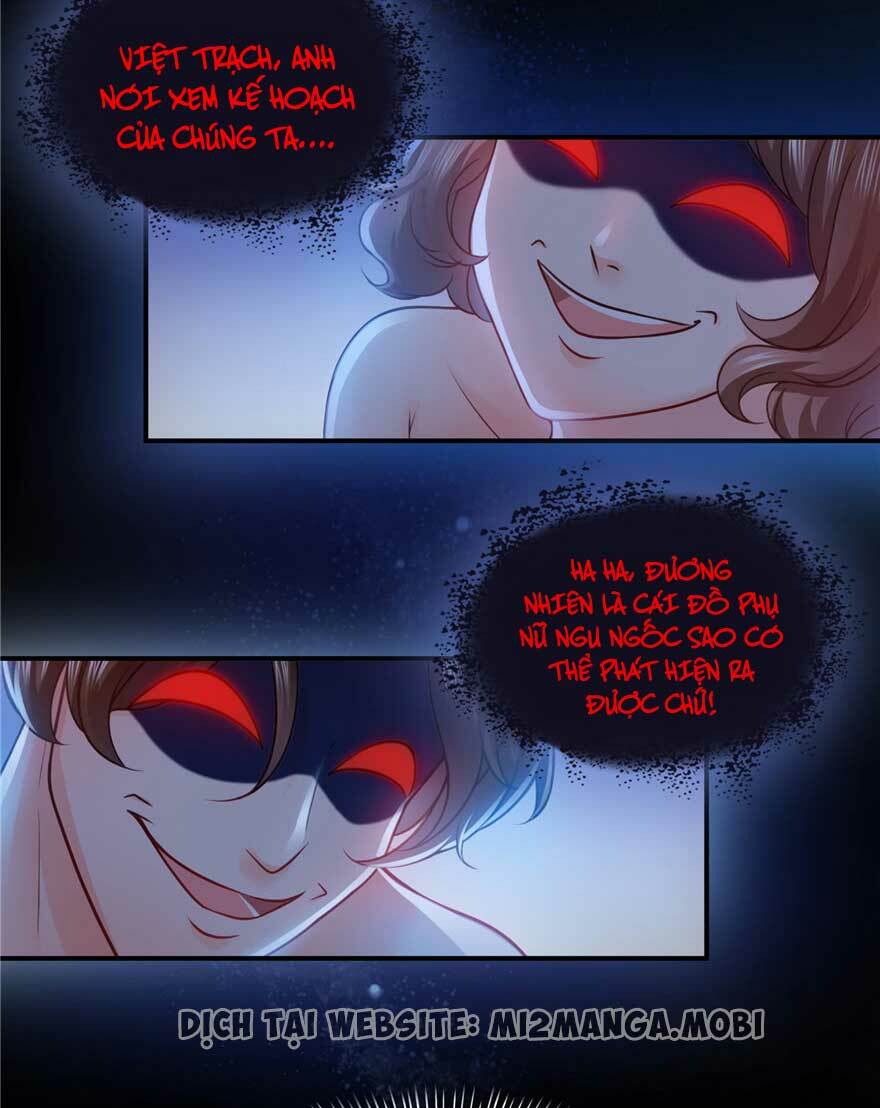 VIỆT TRẠCH, ANH
NƠI XEM KẾ HOẠCH
CỦA CHÚNG TA....
HA HA, ĐƯƠNG
NHIÊN LÀ CÁI ĐỒ PHỤ
NỮ NGU NGỐC SAO CÓ
THỂ PHÁT HIỆN RA
ĐƯỢC CHỨ!
DỊCH TẠI WEBSITE: MI2MANGA.MOBI